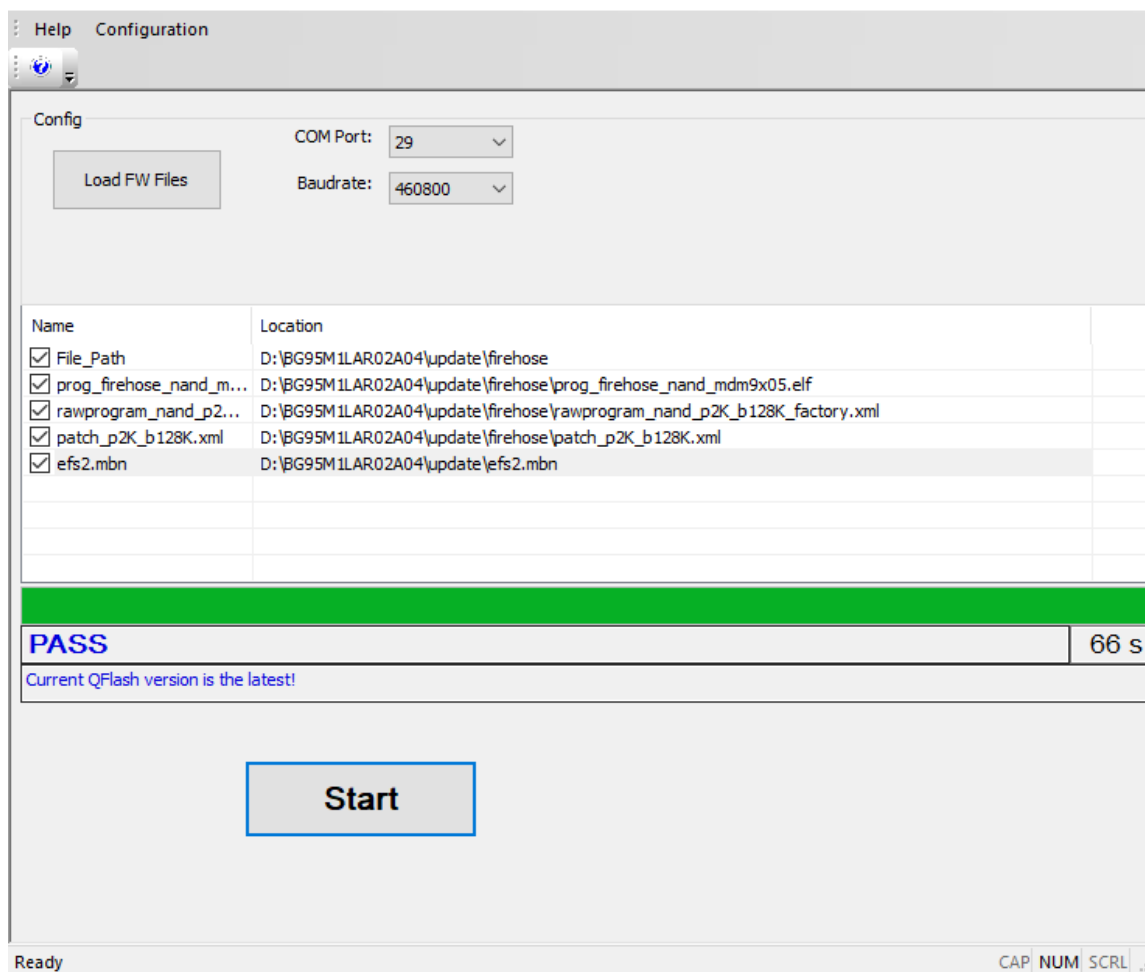 Help Configuration
Config
COM Port: 29
Load FW Files
Baudrate: 460800
Name Location
File_Path D:\BG95M1LAR02A04\update\firehose
prog_firehose_nand_m... D:\BG95M1LAR02A04\update\firehose\prog_firehose_nand_mdm9x05.elf
rawprogram_nand_p2... D:\BG95M1LAR02A04\update\firehose\rawprogram_nand_p2K_b128K_factory.xml
patch_p2K_b128K.xml D:\BG95M1LAR02A04\update\firehose\patch_p2K_b128K.xml
efs2.mbn D:\BG95M1LAR02A04\update\efs2.mbn
PASS 66 s
Current QFlash version is the latest!
Start
Ready CAP NUM SCRL